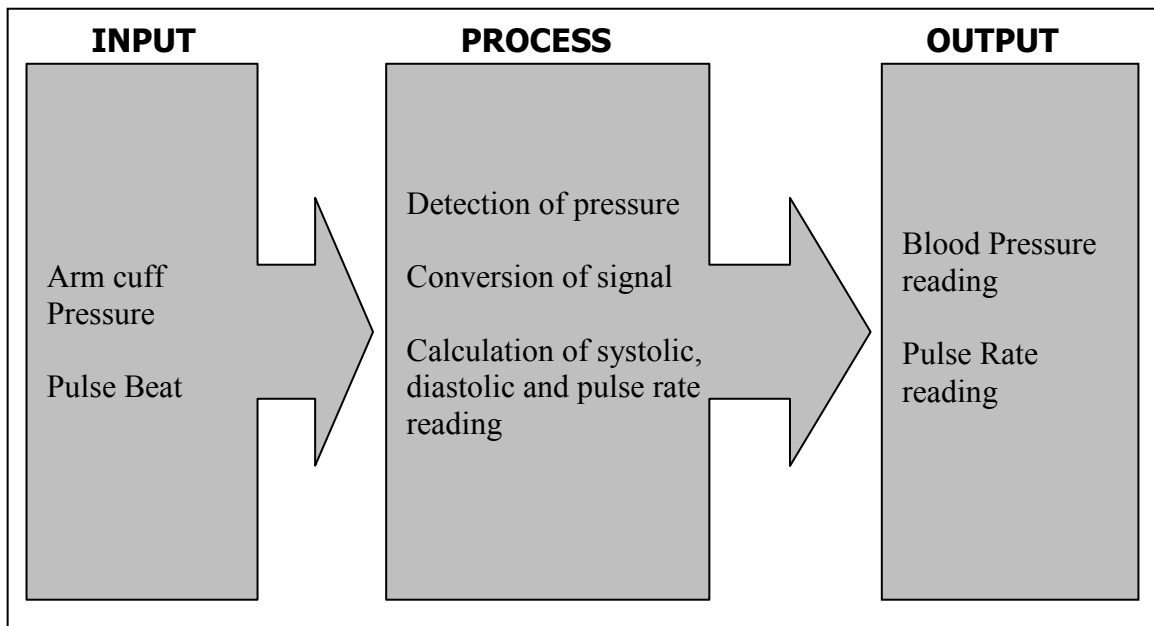 INPUT
PROCESS
OUTPUT
Arm cuff
Pressure
Pulse Beat
Detection of pressure
Conversion of signal
Calculation of systolic,
diastolic and pulse rate
reading
Blood Pressure
reading
Pulse Rate
reading